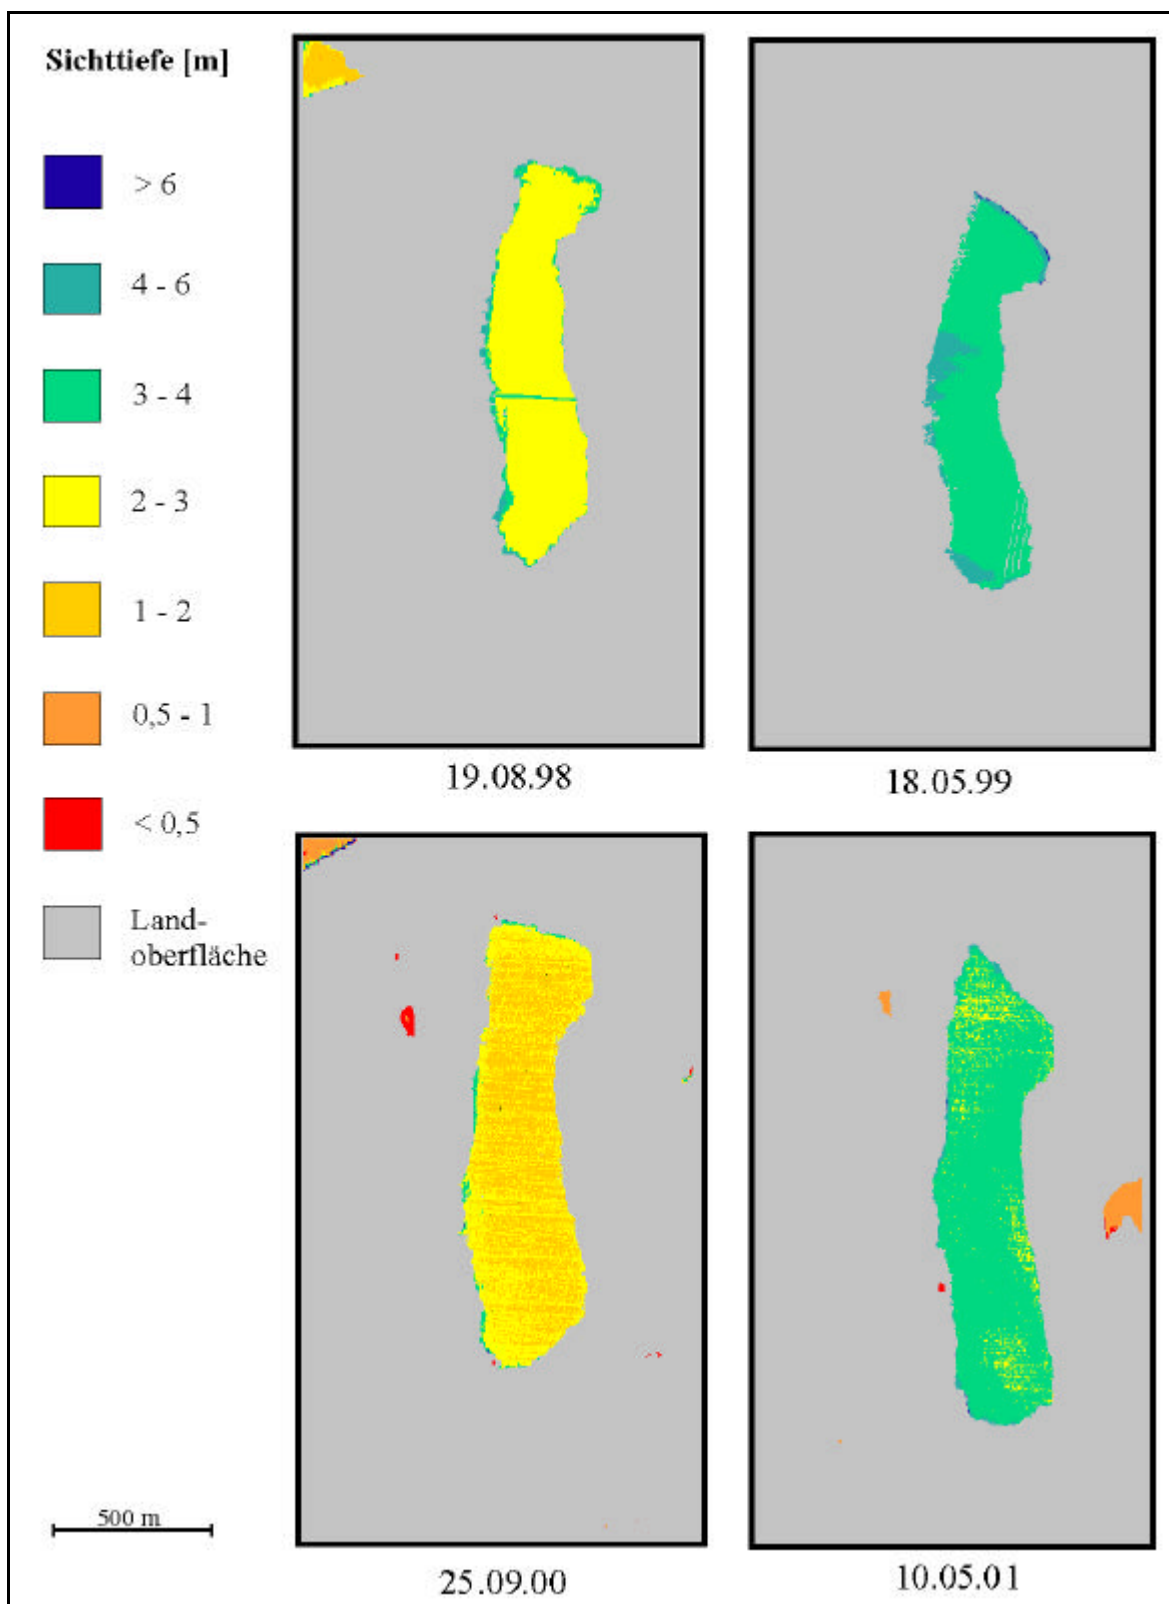 Sichttiefe [m]
> 6
4 - 6
3 - 4
2 - 3
1 - 2
0,5 - 1
< 0,5
Land-
oberfläche
500 m
19.08.98
18.05.99
25.09.00
10.05.01